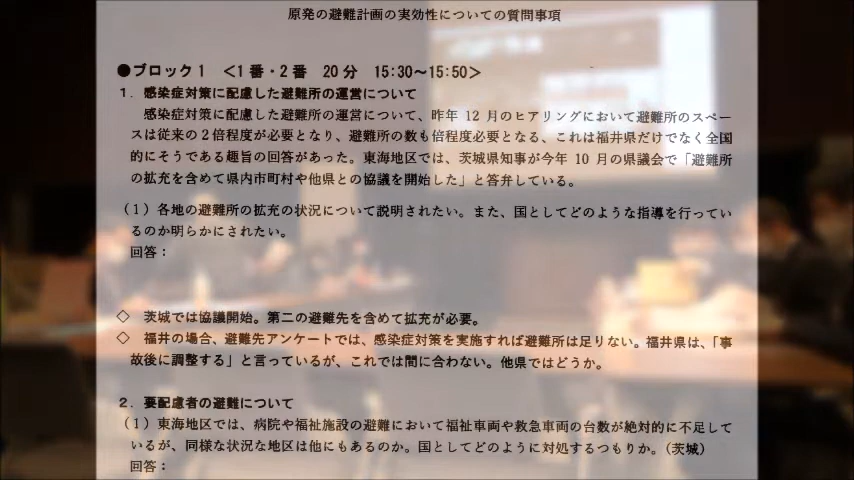 原発の避難計画の実効性についての質問事項
●ブロック1 <1番・2番 20分 15:30~15:50>
1．感染症対策に配慮した避難所の運営について
感染症対策に配慮した避難所の運営について、昨年 12 月のヒアリングにおいて避難所のスペー
スは従来の２倍程度が必要となり、避難所の数も倍程度必要となる、これは福井県だけでなく全国
的にそうである趣旨の回答があった。東海地区では、茨城県知事が今年 10 月の県議会で「避難所
の拡充を含めて県内市町村や他県との協議を開始した」と答弁している。
（1）各地の避難所の拡充の状況について説明されたい。また、国としてどのような指導を行ってい
るのか明らかにされたい。
回答：
◇ 茨城では協議開始。第二の避難先を含めて拡充が必要。
◇ 福井の場合、避難先アンケートでは、感染症対策を実施すれば避難所は足りない。福井県は、「事
故後に調整する」と言っているが、これでは間に合わない。他県ではどうか。
2．要配慮者の避難について
（1）東海地区では、病院や福祉施設の避難において福祉車両や救急車両の台数が絶対的に不足して
いるが、同様な状況な地区は他にもあるのか。国としてどのように対処するつもりか。（茨城）
回答：